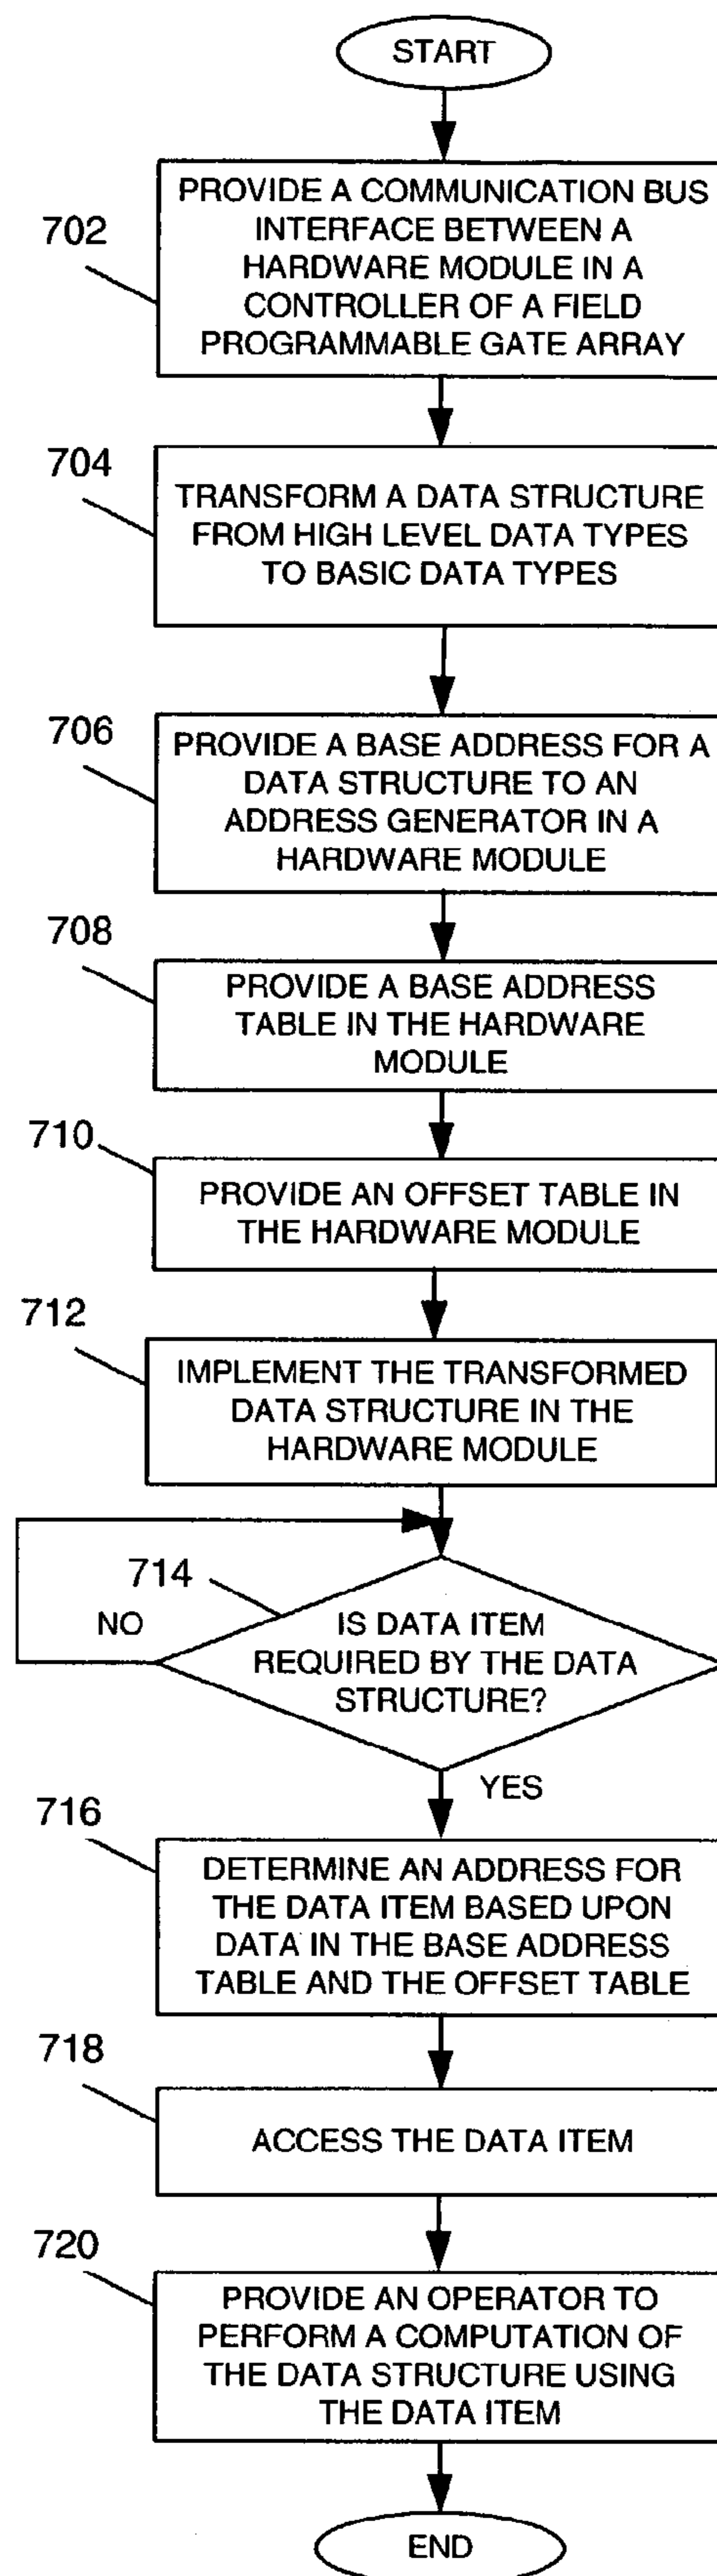 START
702
PROVIDE A COMMUNICATION BUS
INTERFACE BETWEEN A
HARDWARE MODULE IN A
CONTROLLER OF A FIELD
PROGRAMMABLE GATE ARRAY
704
TRANSFORM A DATA STRUCTURE
FROM HIGH LEVEL DATA TYPES
TO BASIC DATA TYPES
706
PROVIDE A BASE ADDRESS FOR A
DATA STRUCTURE TO AN
ADDRESS GENERATOR IN A
HARDWARE MODULE
708
PROVIDE A BASE ADDRESS
TABLE IN THE HARDWARE
MODULE
710
PROVIDE AN OFFSET TABLE IN
THE HARDWARE MODULE
712
IMPLEMENT THE TRANSFORMED
DATA STRUCTURE IN THE
HARDWARE MODULE
714
NO
IS DATA ITEM
REQUIRED BY THE DATA
STRUCTURE?
YES
716
DETERMINE AN ADDRESS FOR
THE DATA ITEM BASED UPON
DATA IN THE BASE ADDRESS
TABLE AND THE OFFSET TABLE
718
ACCESS THE DATA ITEM
720
PROVIDE AN OPERATOR TO
PERFORM A COMPUTATION OF
THE DATA STRUCTURE USING
THE DATA ITEM
END